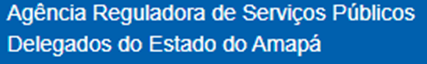 Agência Reguladora de Serviços Públicos
Delegados do Estado do Amapá